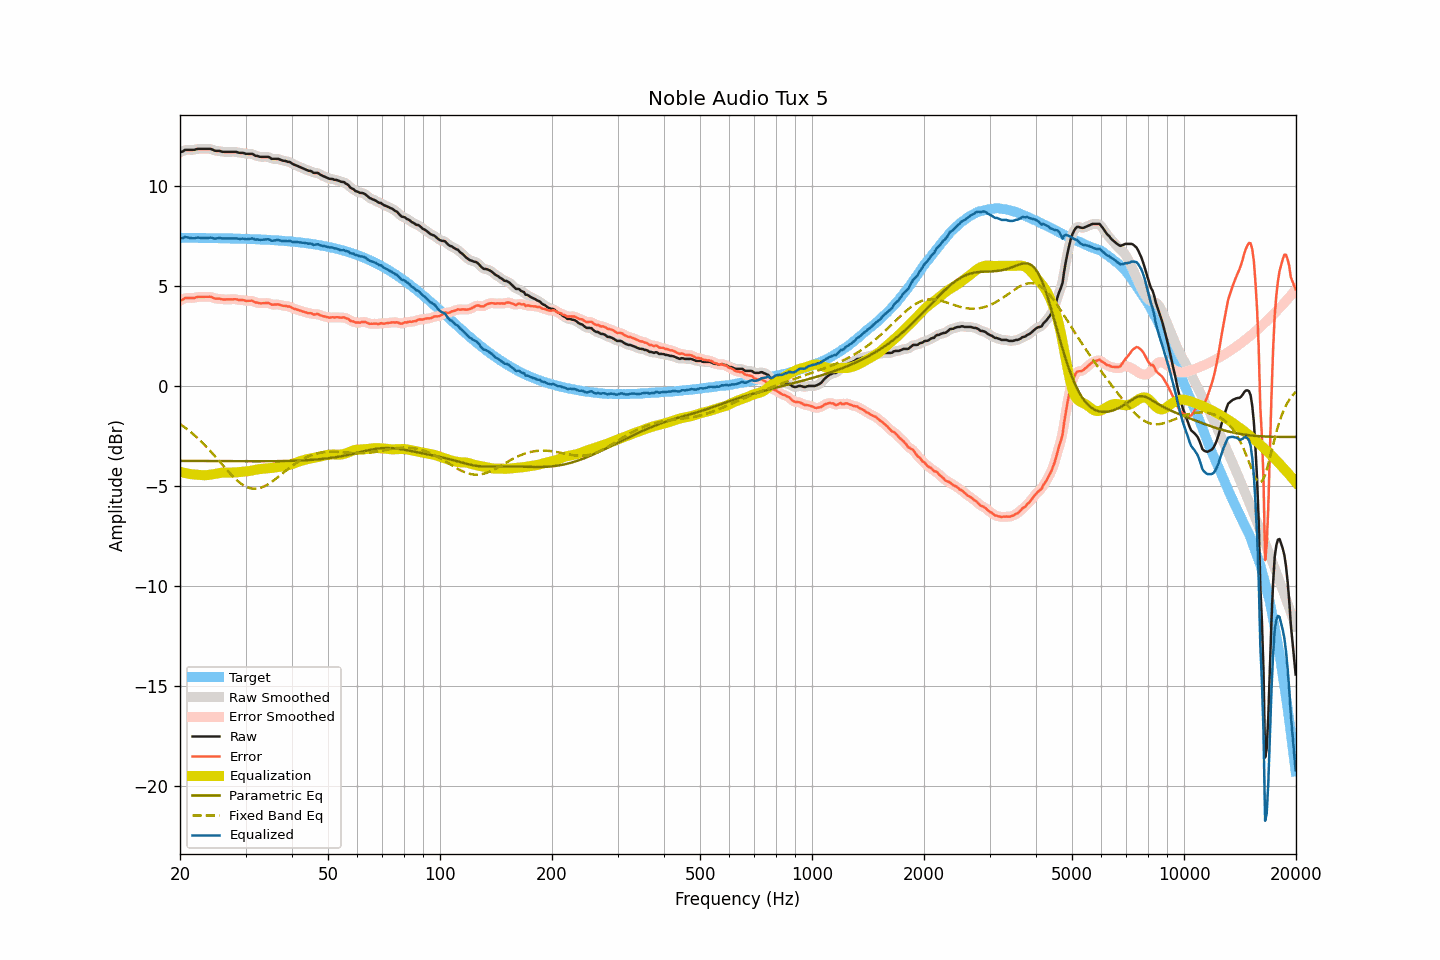 Noble Audio Tux 5
Amplitude (dBr)
10
5
0
−5
−10
−15
−20
Target
Raw Smoothed
Error Smoothed
Raw
Error
Equalization
Parametric Eq
Fixed Band Eq
Equalized
20 50 100 200 500 1000 2000 5000 10000 20000
Frequency (Hz)